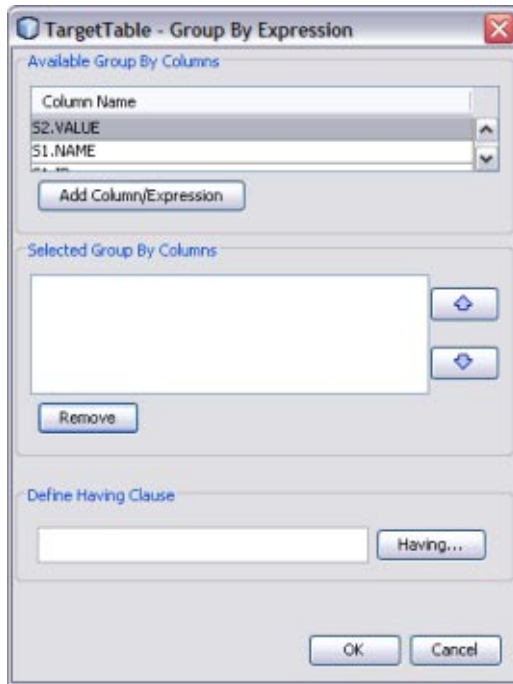 TargetTable - Group By Expression
Available Group By Columns
Column Name
S2.VALUE
S1.NAME
Add Column/Expression
Selected Group By Columns
Remove
Define Having Clause
Having...
OK
Cancel